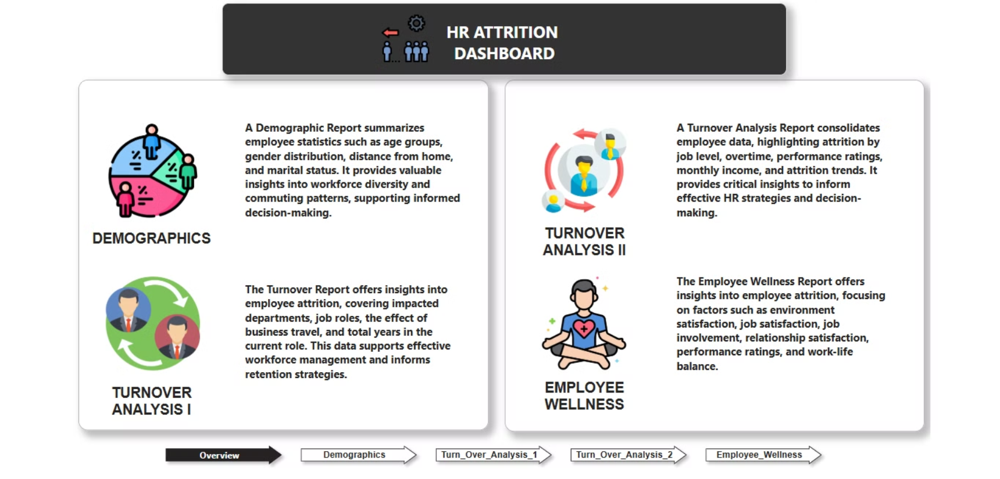 HR ATTRITION
DASHBOARD
A Demographic Report summarizes
employee statistics such as age groups,
gender distribution, distance from home,
and marital status. It provides valuable
insights into workforce diversity and
commuting patterns, supporting informed
decision-making.
DEMOGRAPHICS
The Turnover Report offers insights into
employee attrition, covering impacted
departments, job roles, the effect of
business travel, and total years in the
current role. This data supports effective
workforce management and informs
retention strategies.
TURNOVER
ANALYSIS I
A Turnover Analysis Report consolidates
employee data, highlighting attrition by
job level, overtime, performance ratings,
monthly income, and attrition trends. It
provides critical insights to inform
effective HR strategies and decision-
making.
TURNOVER
ANALYSIS II
The Employee Wellness Report offers
insights into employee attrition, focusing
on factors such as environment
satisfaction, job satisfaction, job
involvement, relationship satisfaction,
performance ratings, and work-life
balance.
EMPLOYEE
WELLNESS
Overview
Demographics
Turn_Over_Analysis_1
Turn_Over_Analysis_2
Employee_Wellness